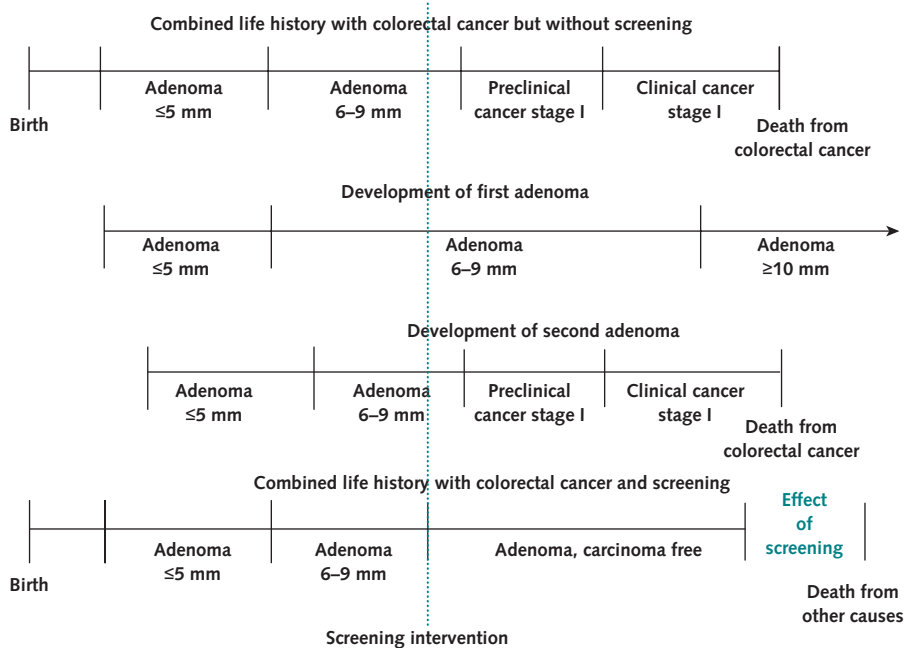 Combined life history with colorectal cancer but without screening
Adenoma
≤5 mm
Adenoma
6–9 mm
Preclinical
cancer stage I
Clinical cancer
stage I
Birth
Death from
colorectal cancer
Development of first adenoma
Adenoma
≤5 mm
Adenoma
6–9 mm
Adenoma
≥10 mm
Development of second adenoma
Adenoma
≤5 mm
Adenoma
6–9 mm
Preclinical
cancer stage I
Clinical cancer
stage I
Death from
colorectal cancer
Combined life history with colorectal cancer and screening
Effect
of
screening
Adenoma
≤5 mm
Adenoma
6–9 mm
Adenoma, carcinoma free
Birth
Death from
other causes
Screening intervention